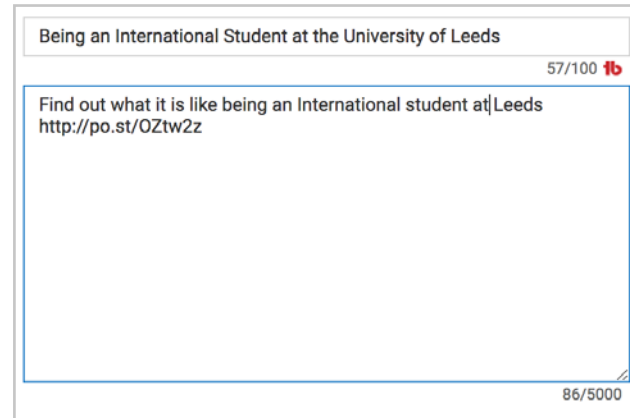 Being an International Student at the University of Leeds
57/100 tb
Find out what it is like being an International student at Leeds
http://po.st/OZtw2z
86/5000